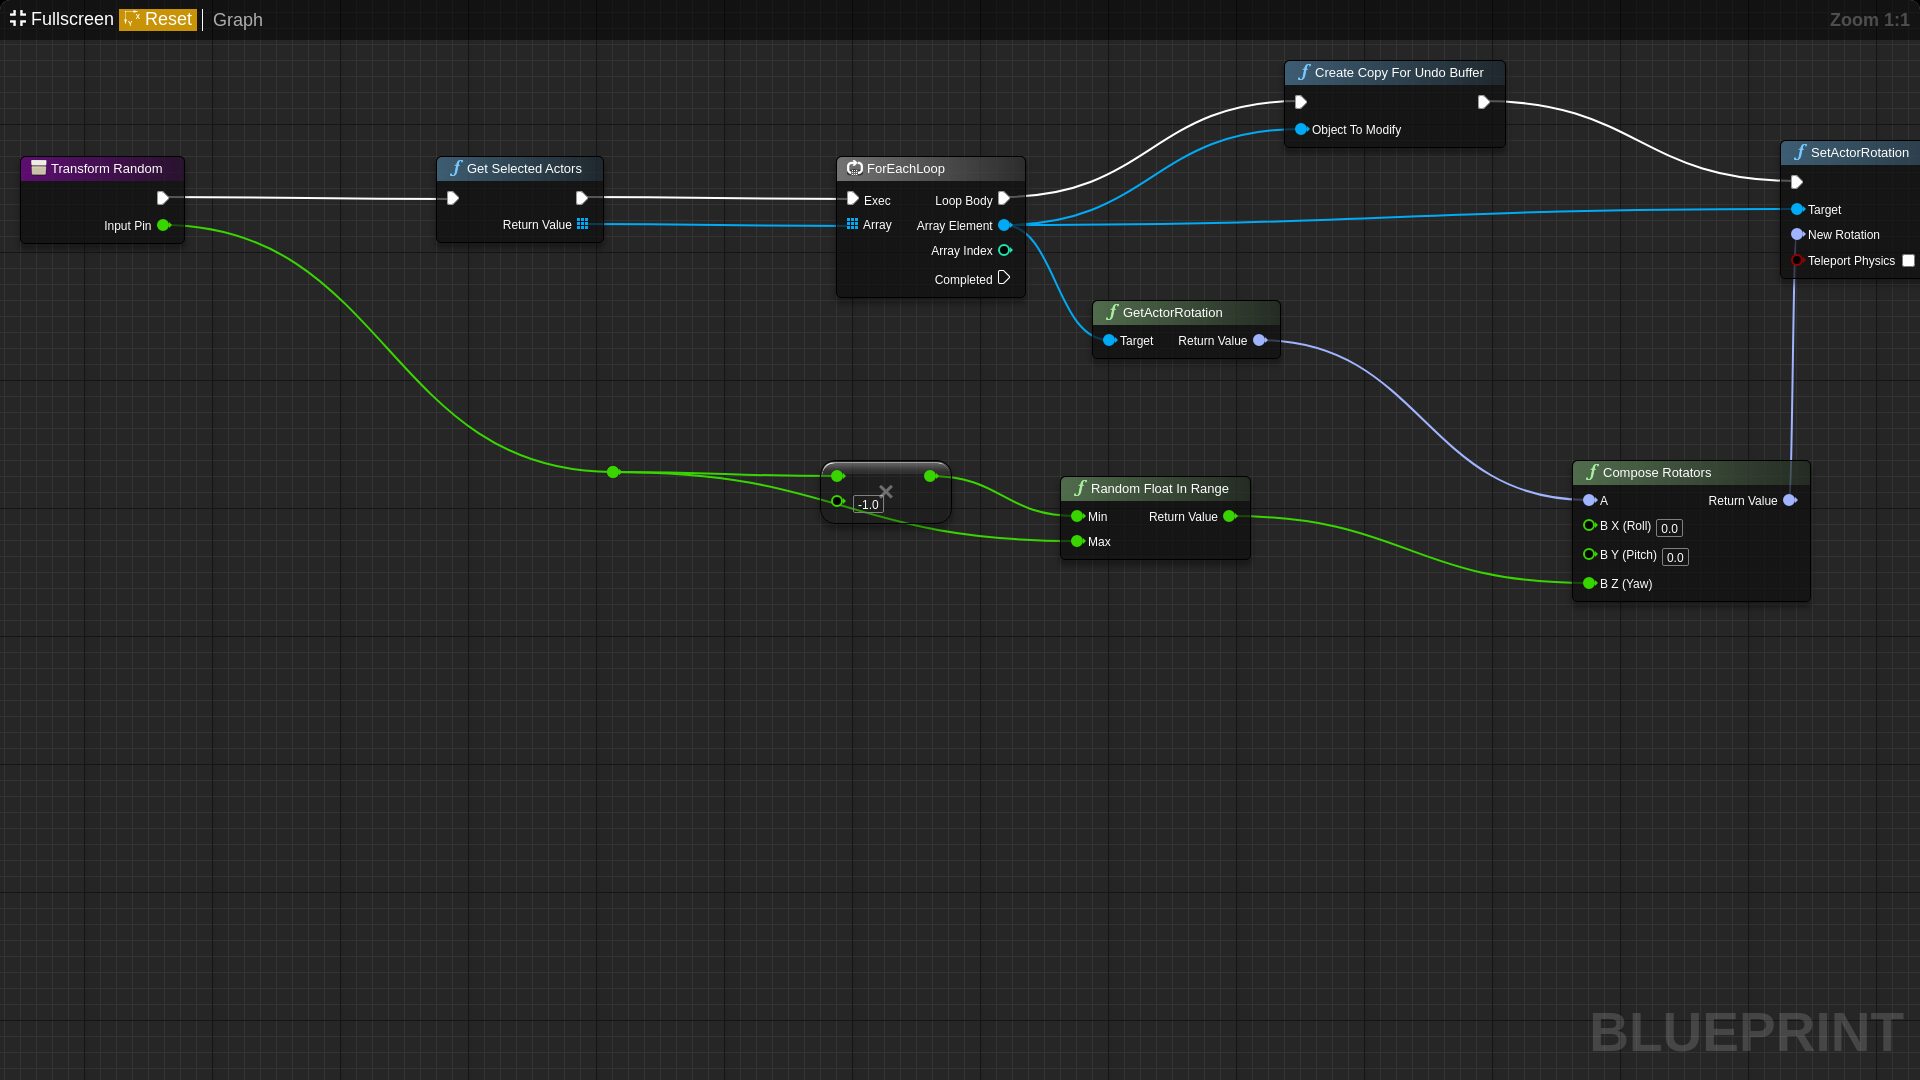 Fullscreen Reset Graph
Zoom 1:1
Create Copy For Undo Buffer
Object To Modify
Transform Random
Input Pin
Get Selected Actors
Return Value
ForEachLoop
Exec Loop Body
Array Array Element
Array Index
Completed
SetActorRotation
Target
New Rotation
Teleport Physics
GetActorRotation
Target Return Value
-1.0
Random Float In Range
Min Return Value
Max
Compose Rotators
A Return Value
B X (Roll) 0.0
B Y (Pitch) 0.0
B Z (Yaw)
BLUEPRINT